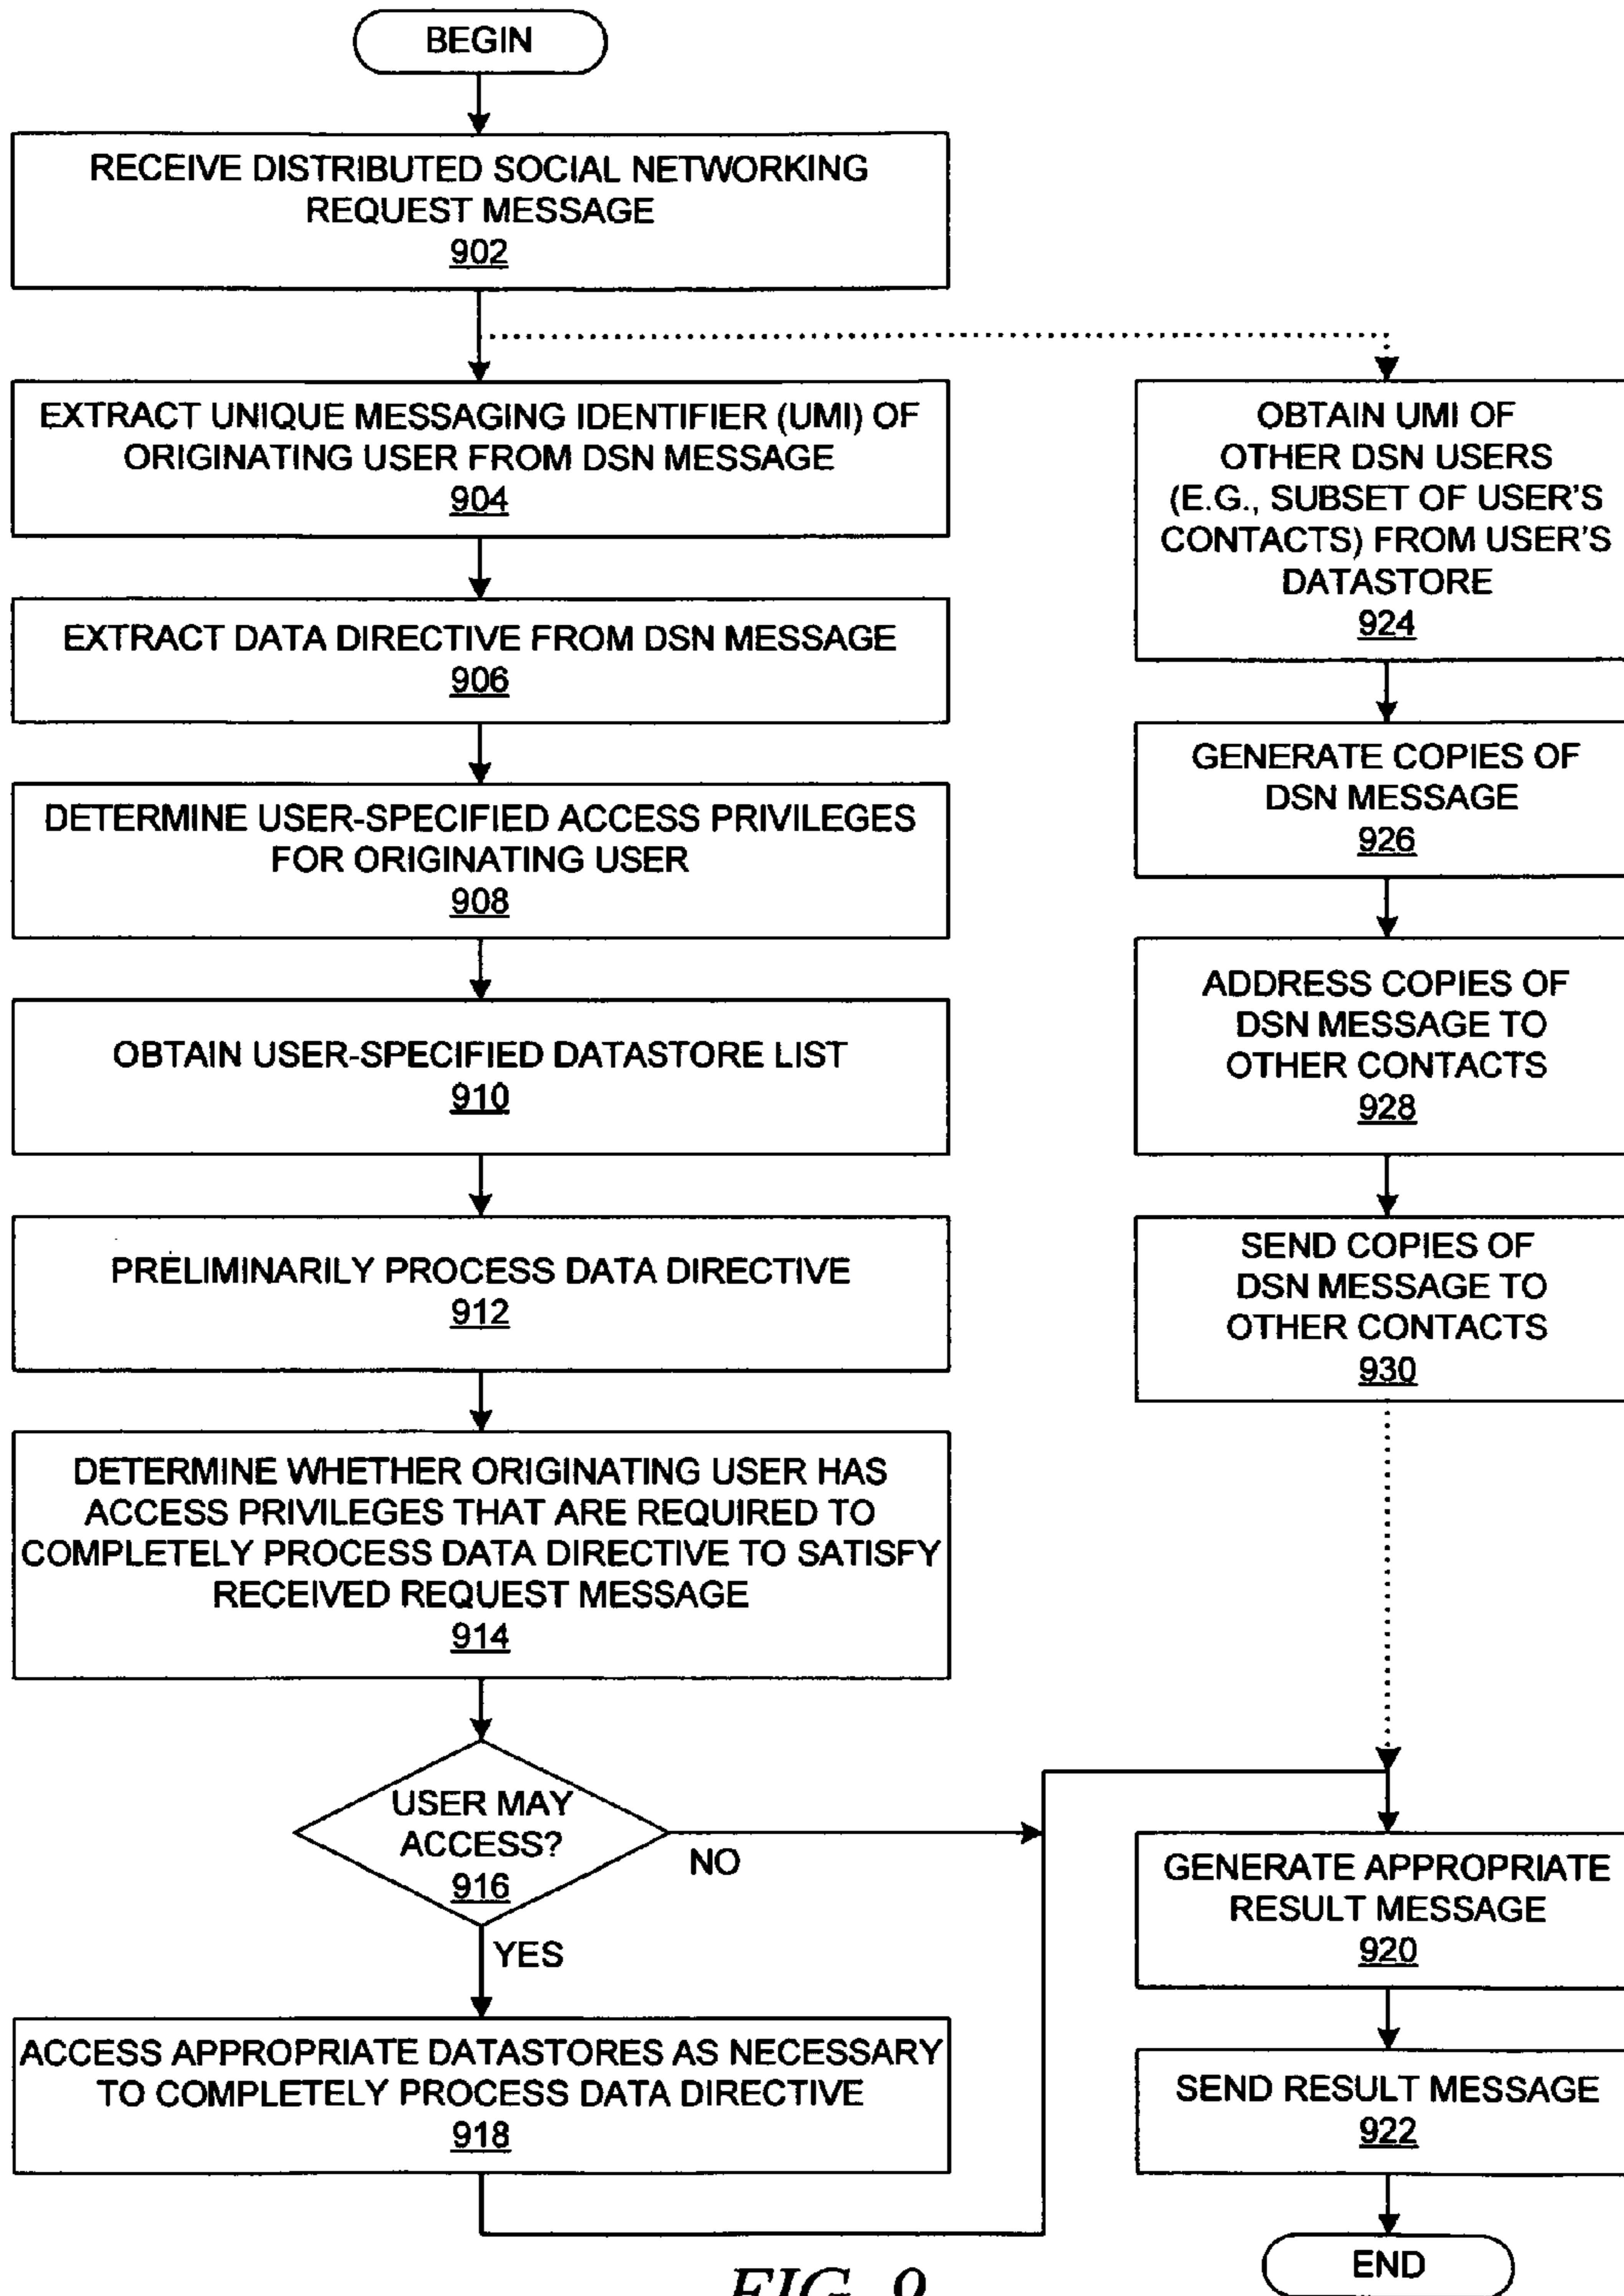 BEGIN
RECEIVE DISTRIBUTED SOCIAL NETWORKING
REQUEST MESSAGE
902
EXTRACT UNIQUE MESSAGING IDENTIFIER (UMI) OF
ORIGINATING USER FROM DSN MESSAGE
904
EXTRACT DATA DIRECTIVE FROM DSN MESSAGE
906
DETERMINE USER-SPECIFIED ACCESS PRIVILEGES
FOR ORIGINATING USER
908
OBTAIN USER-SPECIFIED DATASTORE LIST
910
PRELIMINARILY PROCESS DATA DIRECTIVE
912
DETERMINE WHETHER ORIGINATING USER HAS
ACCESS PRIVILEGES THAT ARE REQUIRED TO
COMPLETELY PROCESS DATA DIRECTIVE TO SATISFY
RECEIVED REQUEST MESSAGE
914
USER MAY
ACCESS?
916
NO
YES
ACCESS APPROPRIATE DATASTORES AS NECESSARY
TO COMPLETELY PROCESS DATA DIRECTIVE
918
OBTAIN UMI OF
OTHER DSN USERS
(E.G., SUBSET OF USER'S
CONTACTS) FROM USER'S
DATASTORE
924
GENERATE COPIES OF
DSN MESSAGE
926
ADDRESS COPIES OF
DSN MESSAGE TO
OTHER CONTACTS
928
SEND COPIES OF
DSN MESSAGE TO
OTHER CONTACTS
930
GENERATE APPROPRIATE
RESULT MESSAGE
920
SEND RESULT MESSAGE
922
END
FIG. 9